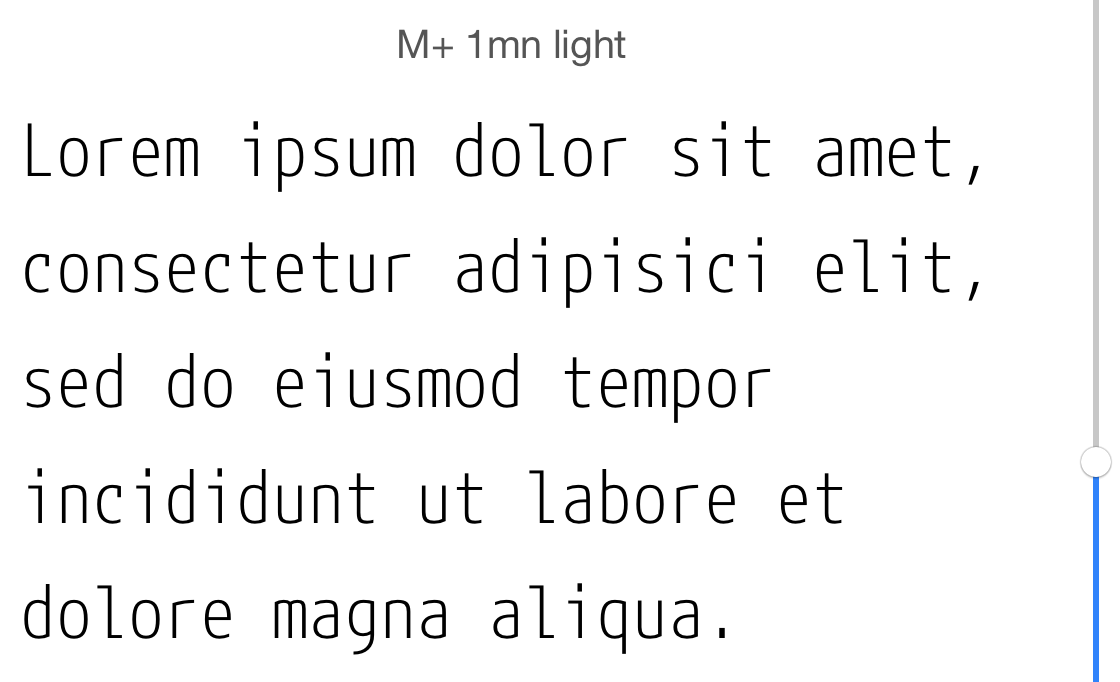 M+ 1mn light
Lorem ipsum dolor sit amet,
consectetur adipisici elit,
sed do eiusmod tempor
incididunt ut labore et
dolore magna aliqua.